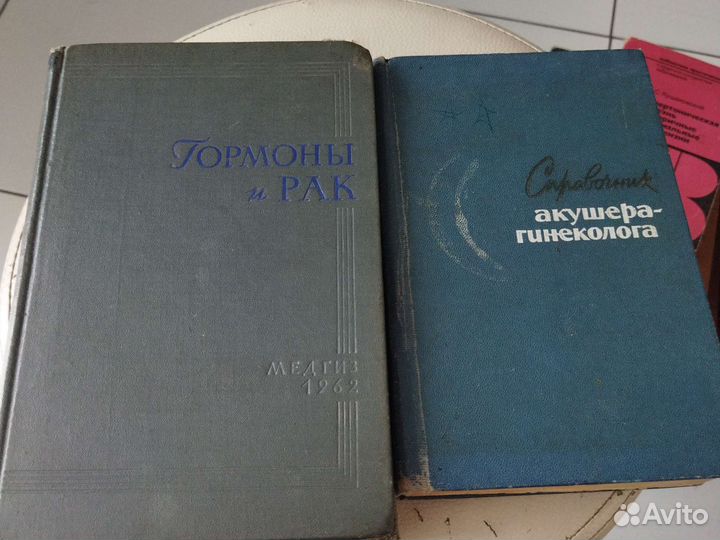 Гормоны
и РАК
МЕДГИЗ
1962
Справочник
акушера-
гинеколога
Avito